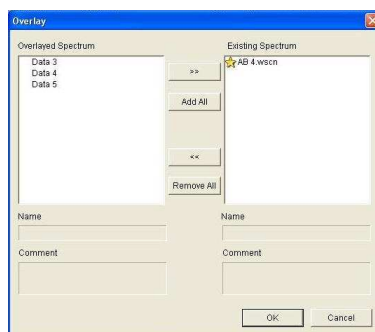 Overlay
Overlayed Spectrum
Existing Spectrum
Data 3
Data 4
Data 5
>>
Add All
<<
Remove All
AB 4.wscn
Name
Name
Comment
Comment
OK
Cancel